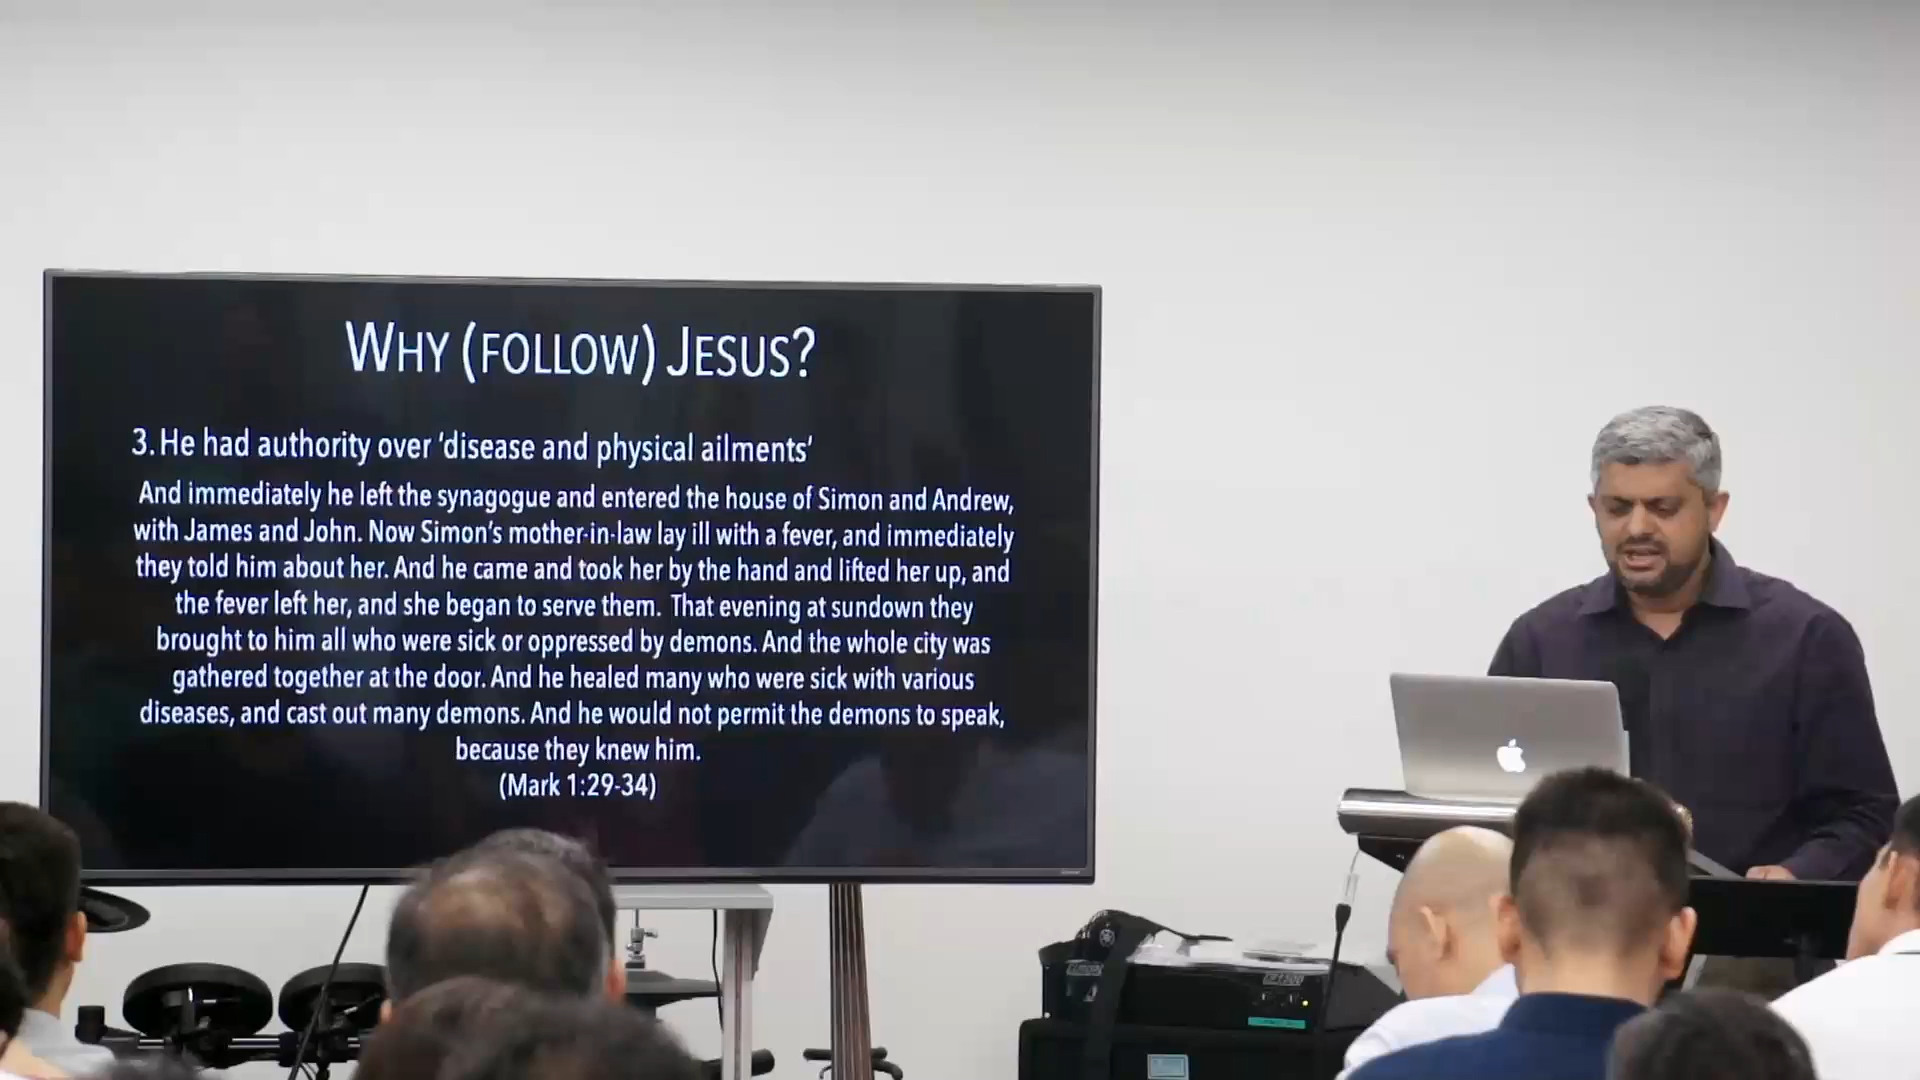 WHY (FOLLOW) JESUS?
3. He had authority over ‘disease and physical ailments‘
And immediately he left the synagogue and entered the house of Simon and Andrew,
with James and John. Now Simon’s mother-in-law lay ill with a fever, and immediately
they told him about her. And he came and took her by the hand and lifted her up, and
the fever left her, and she began to serve them. That evening at sundown they
brought to him all who were sick or oppressed by demons. And the whole city was
gathered together at the door. And he healed many who were sick with various
diseases, and cast out many demons. And he would not permit the demons to speak,
because they knew him.
(Mark 1:29-34)